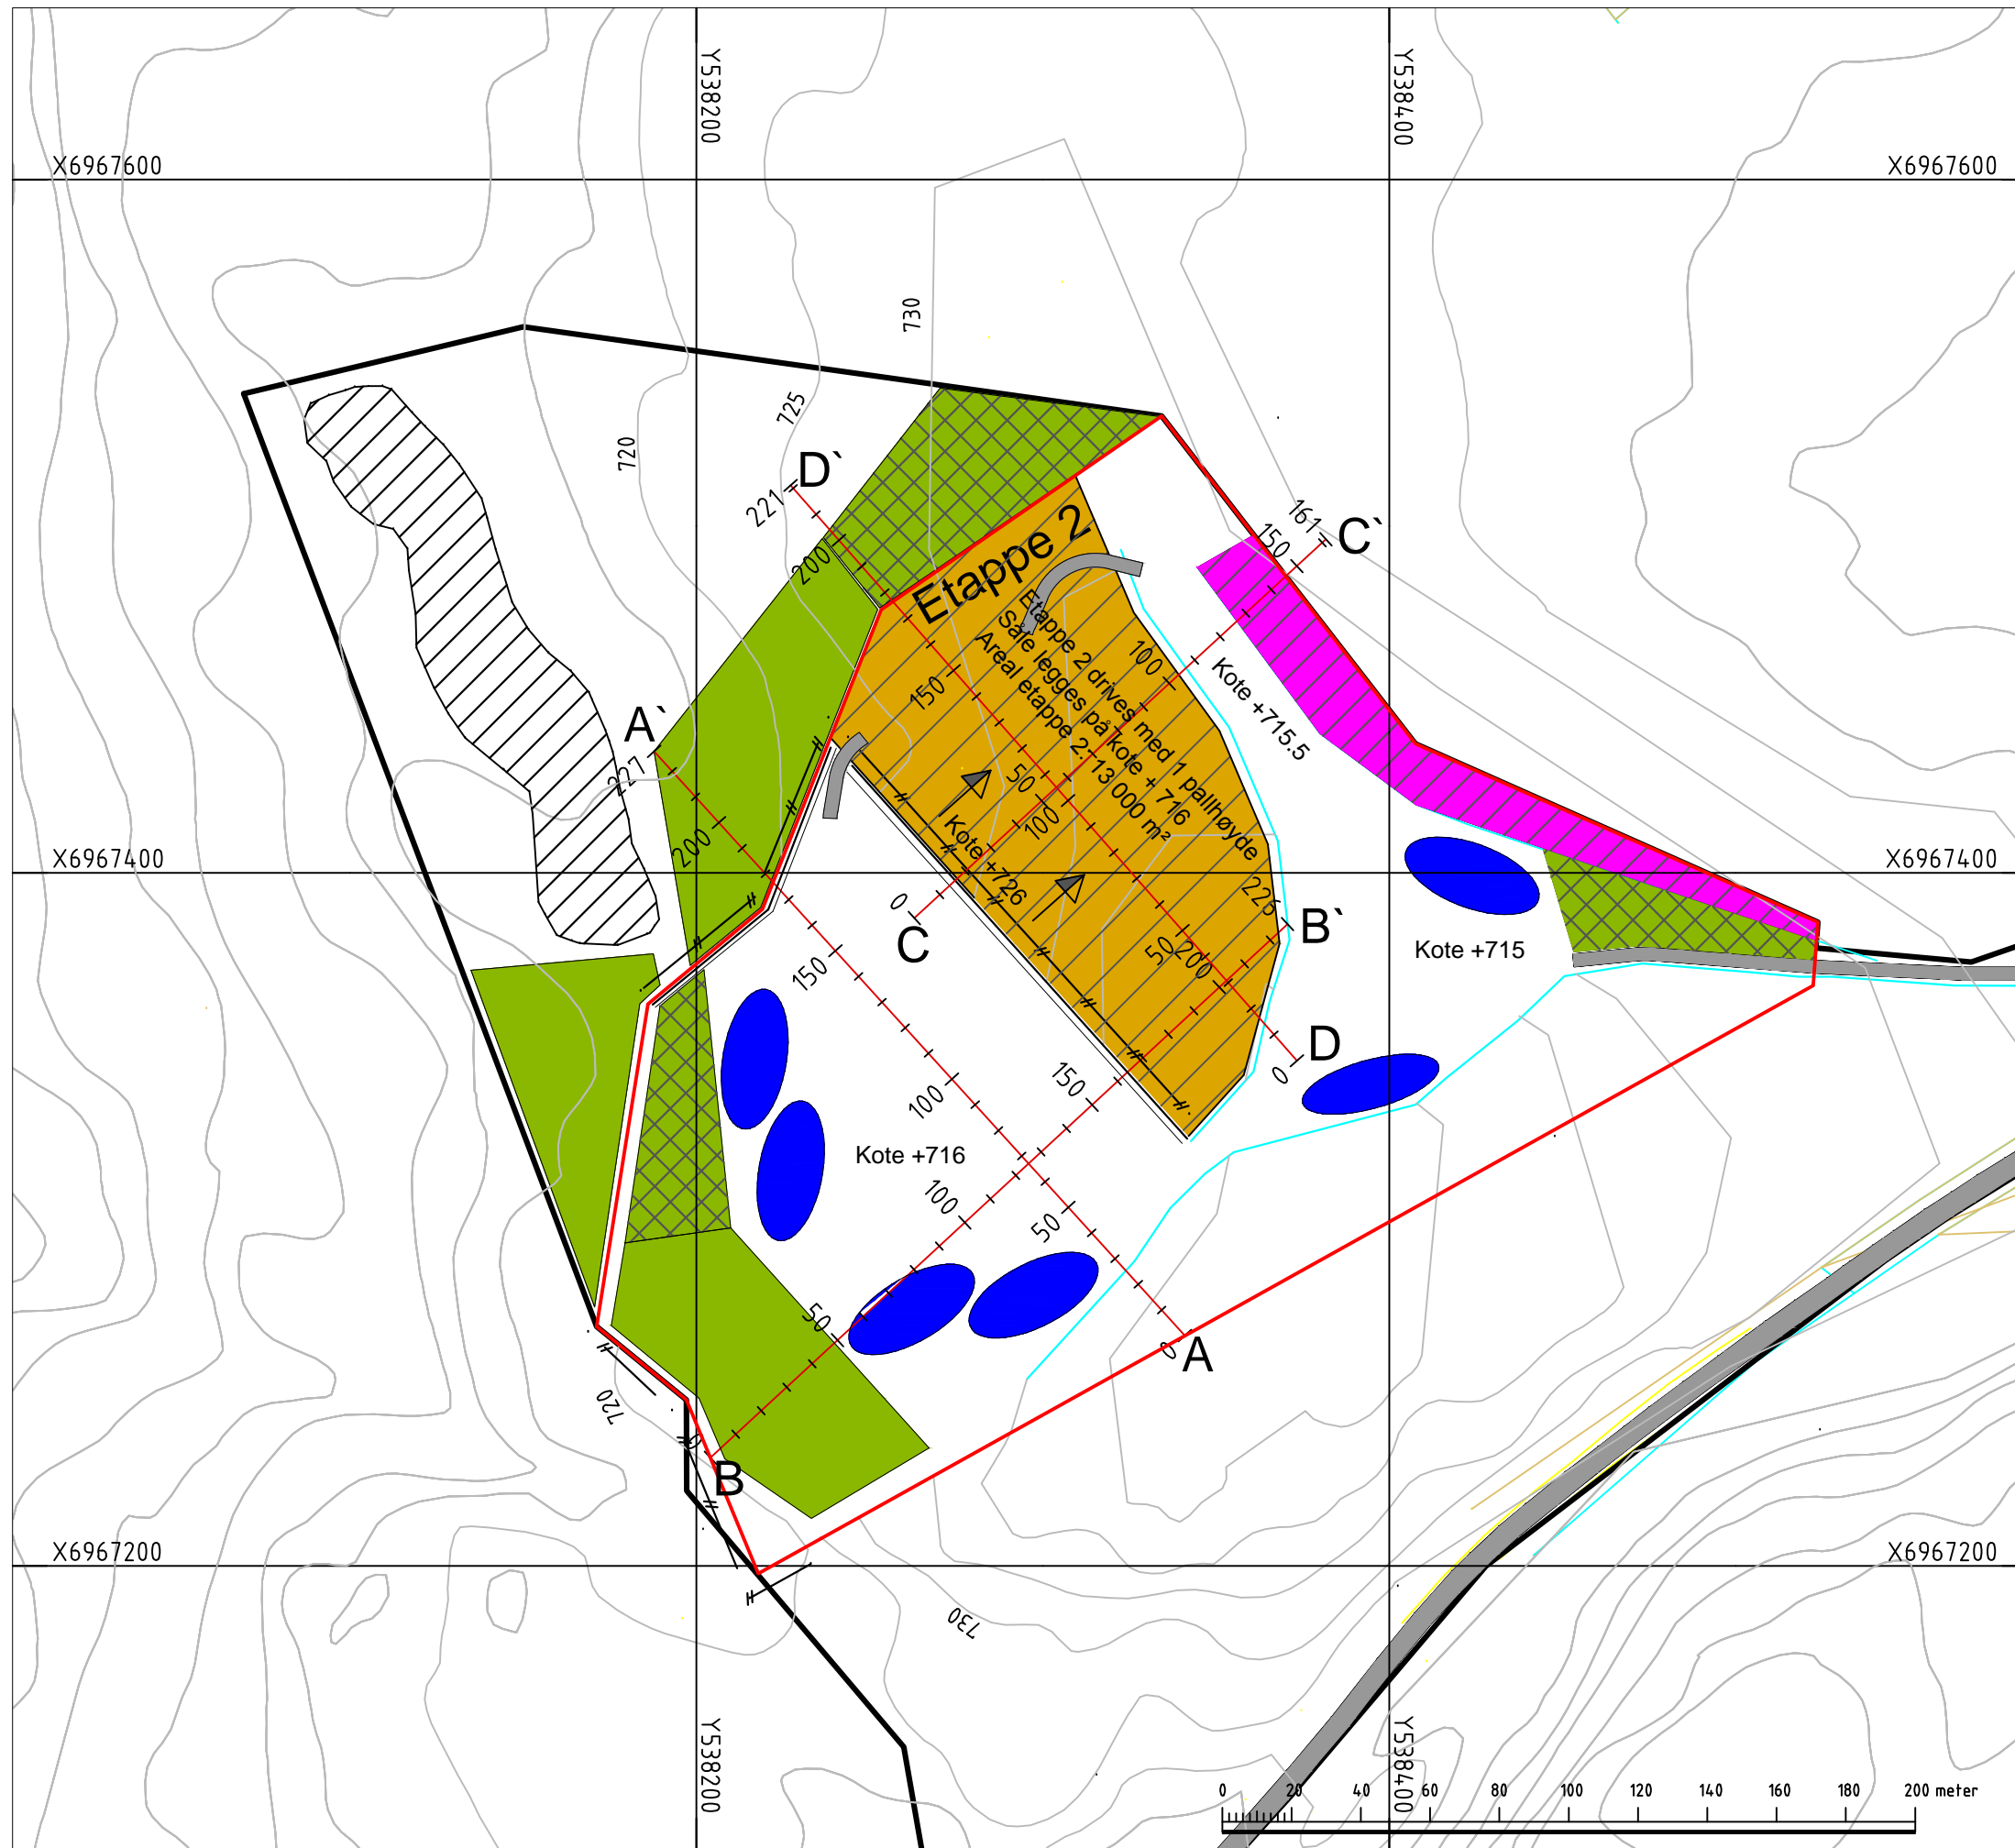 Y538200
Y538400
X6967600
X6967600
730
725
720
D`
221
200
161
C`
150
Etappe 2
Etappe 2 drives med 1 pallhøyde
Såle legges på kote + 716
Areal etappe 2: 13 000 m²
100
Kote +715.5
150
A`
227
50
100
200
Kote +726
X6967400
X6967400
0
C
225
B`
50
200
150
Kote +715
D
0
100
150
Kote +716
100
50
50
0
A
720
0
B
X6967200
X6967200
730
Y538200
Y538400
0 20 40 60 80 100 120 140 160 180 200 meter